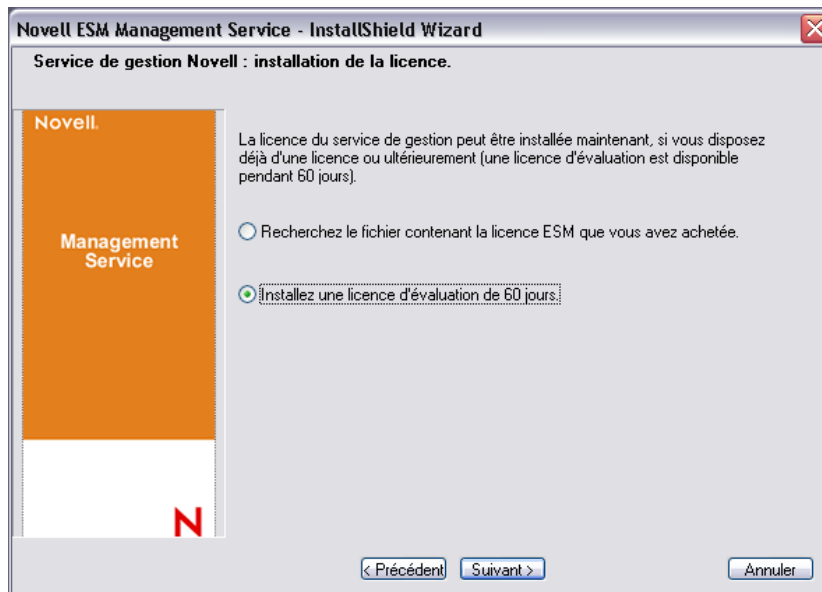 Novell ESM Management Service - InstallShield Wizard
Service de gestion Novell : installation de la licence.
Novell.
Management
Service
La licence du service de gestion peut être installée maintenant, si vous disposez
déjà d'une licence ou ultérieurement (une licence d'évaluation est disponible
pendant 60 jours).
Recherchez le fichier contenant la licence ESM que vous avez achetée.
Installez une licence d'évaluation de 60 jours.
N
< Précédent
Suivant >
Annuler